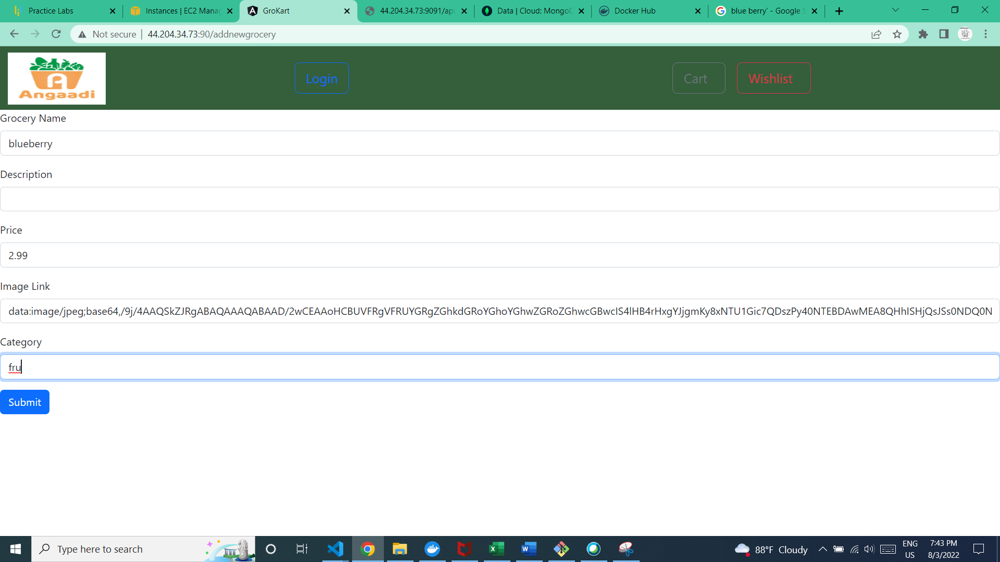 Practice Labs
Instances | EC2 Manag
GroKart
44.204.34.73:9091/api
Data | Cloud: MongoD
Docker Hub
blue berry' - Google S
Not secure
44.204.34.73:90/addnewgrocery
Angaadi
Login
Cart
Wishlist
Grocery Name
blueberry
Description
Price
2.99
Image Link
data:image/jpeg;base64,/9j/4AAQSkZJRgABAQAAAQABAAD/2wCEAAoHCBUVFRgVFRUYGRgZGhkdGRoYGhoYGhwZGRoZGhwcGBwcIS4lHB4rHxgYJjgmKy8xNTU1Gic7QDszPy40NTEBDAwMEA8QHhISHjQsJSs0NDQ0N
Category
fru
Submit
Type here to search
88°F Cloudy
ENG
US
7:43 PM
8/3/2022